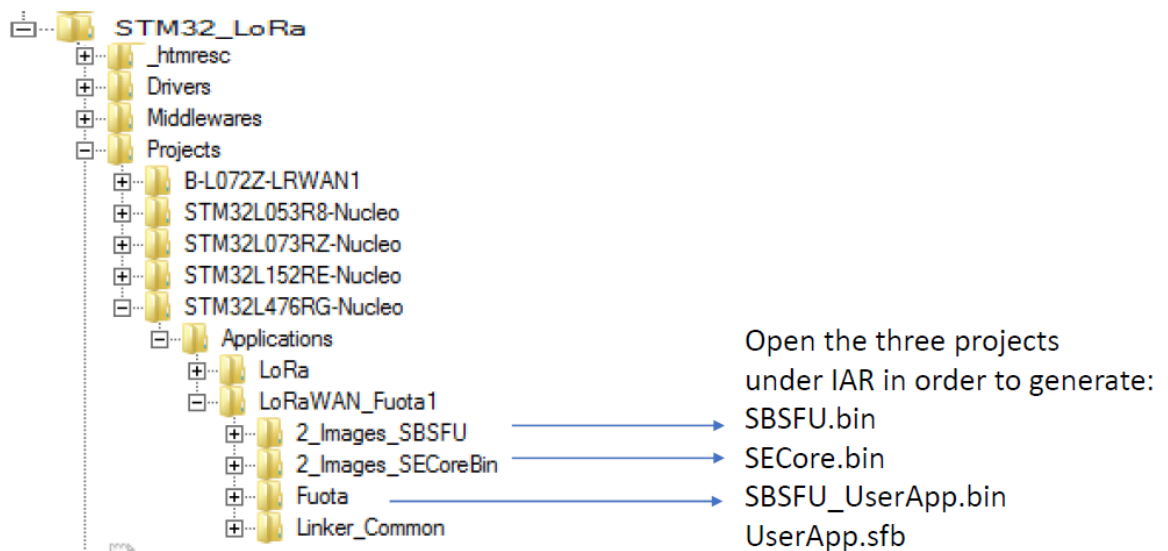 STM32_LoRa
_htmresc
Drivers
Middlewares
Projects
B-L072Z-LRWAN1
STM32L053R8-Nucleo
STM32L073RZ-Nucleo
STM32L152RE-Nucleo
STM32L476RG-Nucleo
Applications
LoRa
LoRaWAN_Fuota1
2_Images_SBSFU
2_Images_SECoreBin
Fuota
Linker_Common
Open the three projects
under IAR in order to generate:
SBSFU.bin
SECore.bin
SBSFU_UserApp.bin
UserApp.sfb